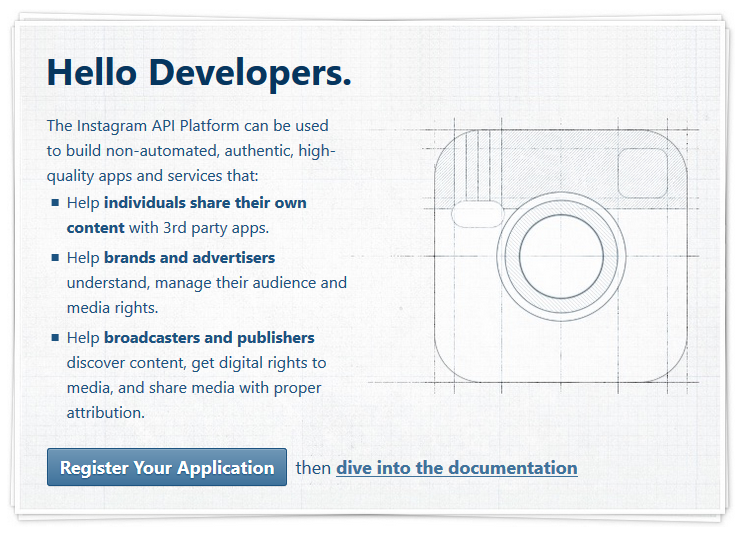 Hello Developers.
The Instagram API Platform can be used
to build non-automated, authentic, high-
quality apps and services that:
Help individuals share their own
content with 3rd party apps.
Help brands and advertisers
understand, manage their audience and
media rights.
Help broadcasters and publishers
discover content, get digital rights to
media, and share media with proper
attribution.
Register Your Application then dive into the documentation